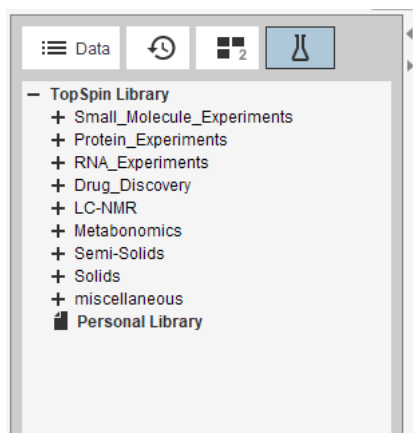 Data
2
TopSpin Library
Small_Molecule_Experiments
Protein_Experiments
RNA_Experiments
Drug_Discovery
LC-NMR
Metabonomics
Semi-Solids
Solids
miscellaneous
Personal Library